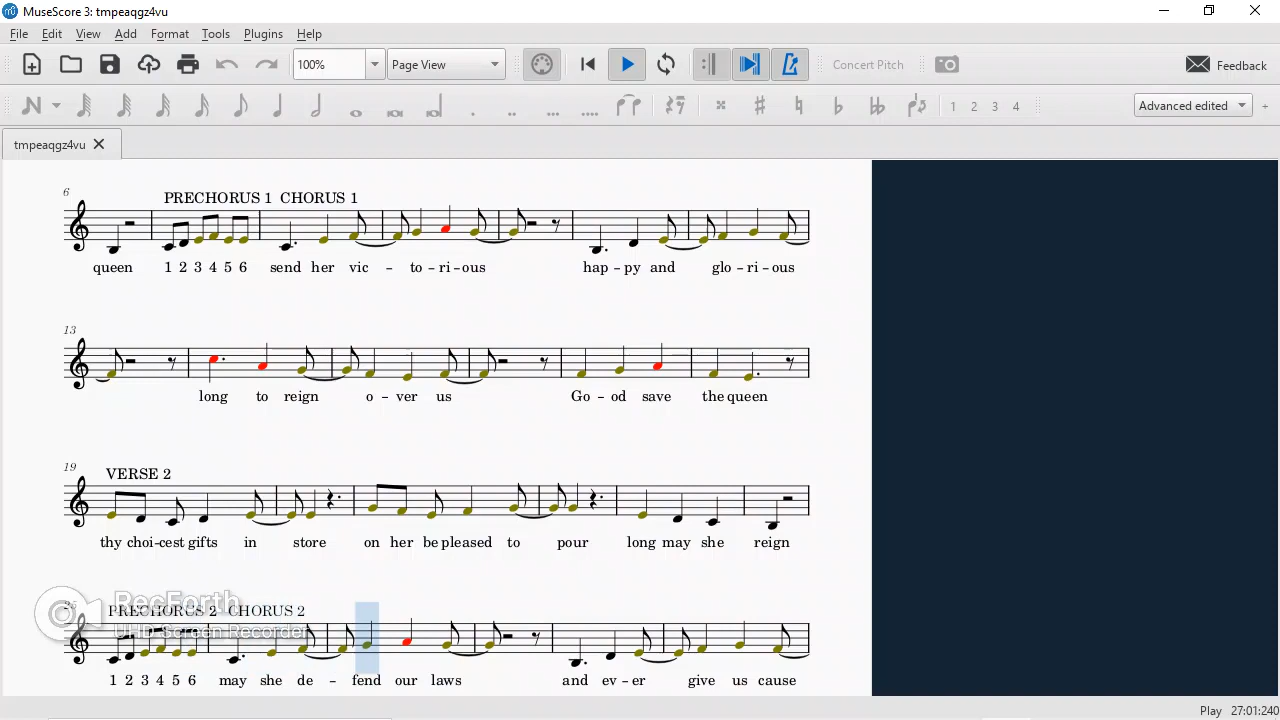 MuseScore 3: tmpeaqgz4vu
File Edit View Add Format Tools Plugins Help
100% Page View Concert Pitch Feedback
1 2 3 4 Advanced edited +
tmpeaqgz4vu
6 PRECHORUS 1 CHORUS 1
queen 1 2 3 4 5 6 send her vic – to – ri – ous hap – py and glo – ri – ous
13
long to reign o – ver us Go – od save the queen
19 VERSE 2
thy choi – cest gifts in store on her be pleased to pour long may she reign
PRECHORUS 2 CHORUS 2
RecForth
UHD Screen Recorder
1 2 3 4 5 6 may she de – fend our laws and ev – er give us cause
Play 27:01:240